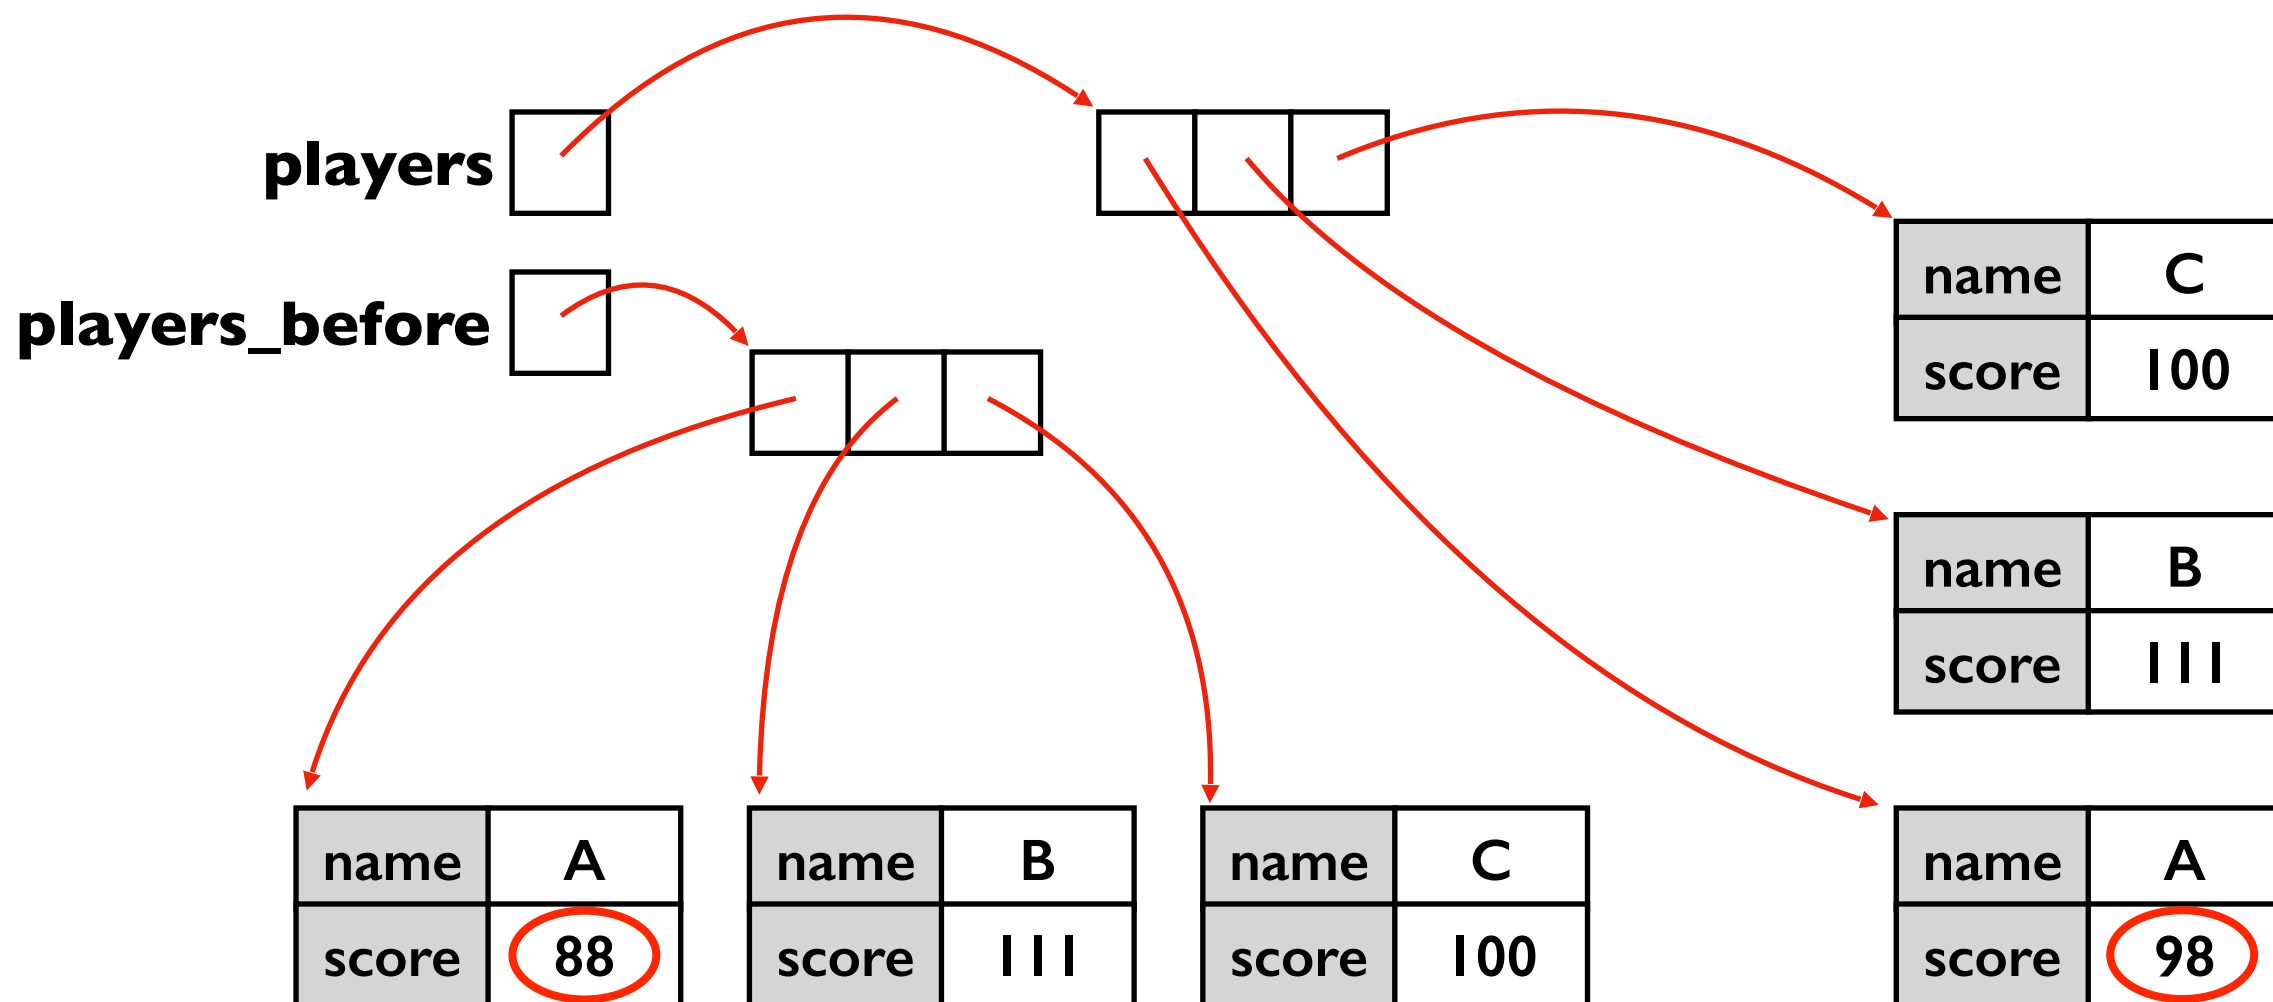 players
players_before
name C
score 100
name B
score 111
name A
score 88
name B
score 111
name C
score 100
name A
score 98